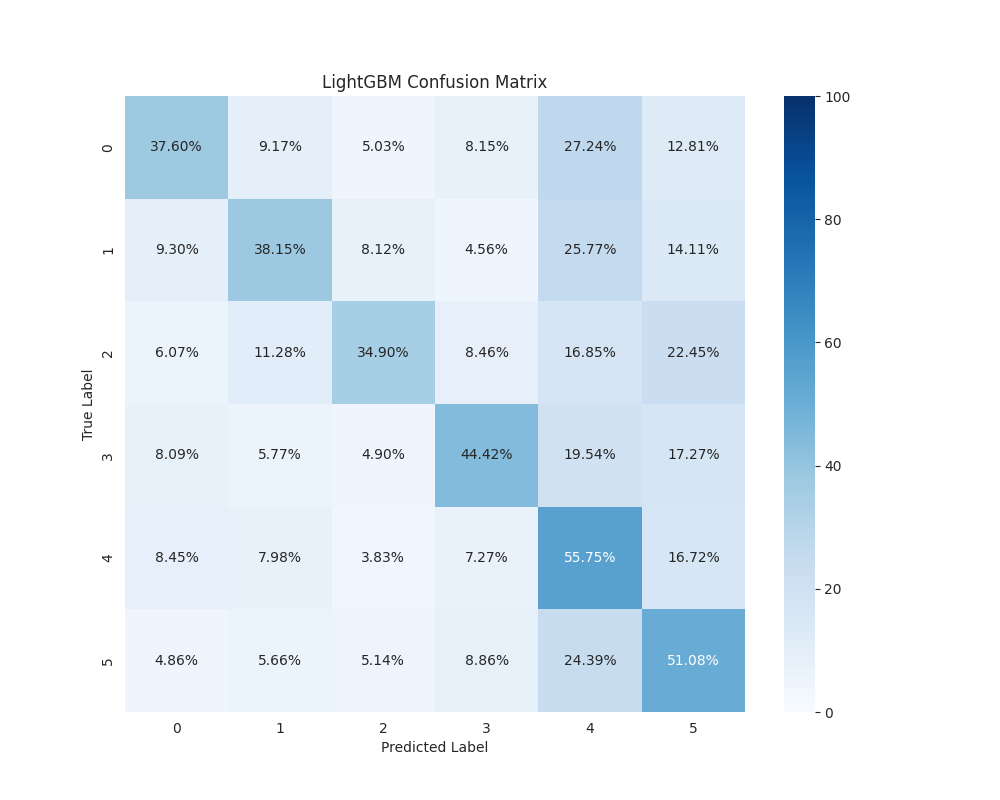 LightGBM Confusion Matrix
True Label
0 37.60% 9.17% 5.03% 8.15% 27.24% 12.81%
1 9.30% 38.15% 8.12% 4.56% 25.77% 14.11%
2 6.07% 11.28% 34.90% 8.46% 16.85% 22.45%
3 8.09% 5.77% 4.90% 44.42% 19.54% 17.27%
4 8.45% 7.98% 3.83% 7.27% 55.75% 16.72%
5 4.86% 5.66% 5.14% 8.86% 24.39% 51.08%
0 1 2 3 4 5
Predicted Label
100
80
60
40
20
0